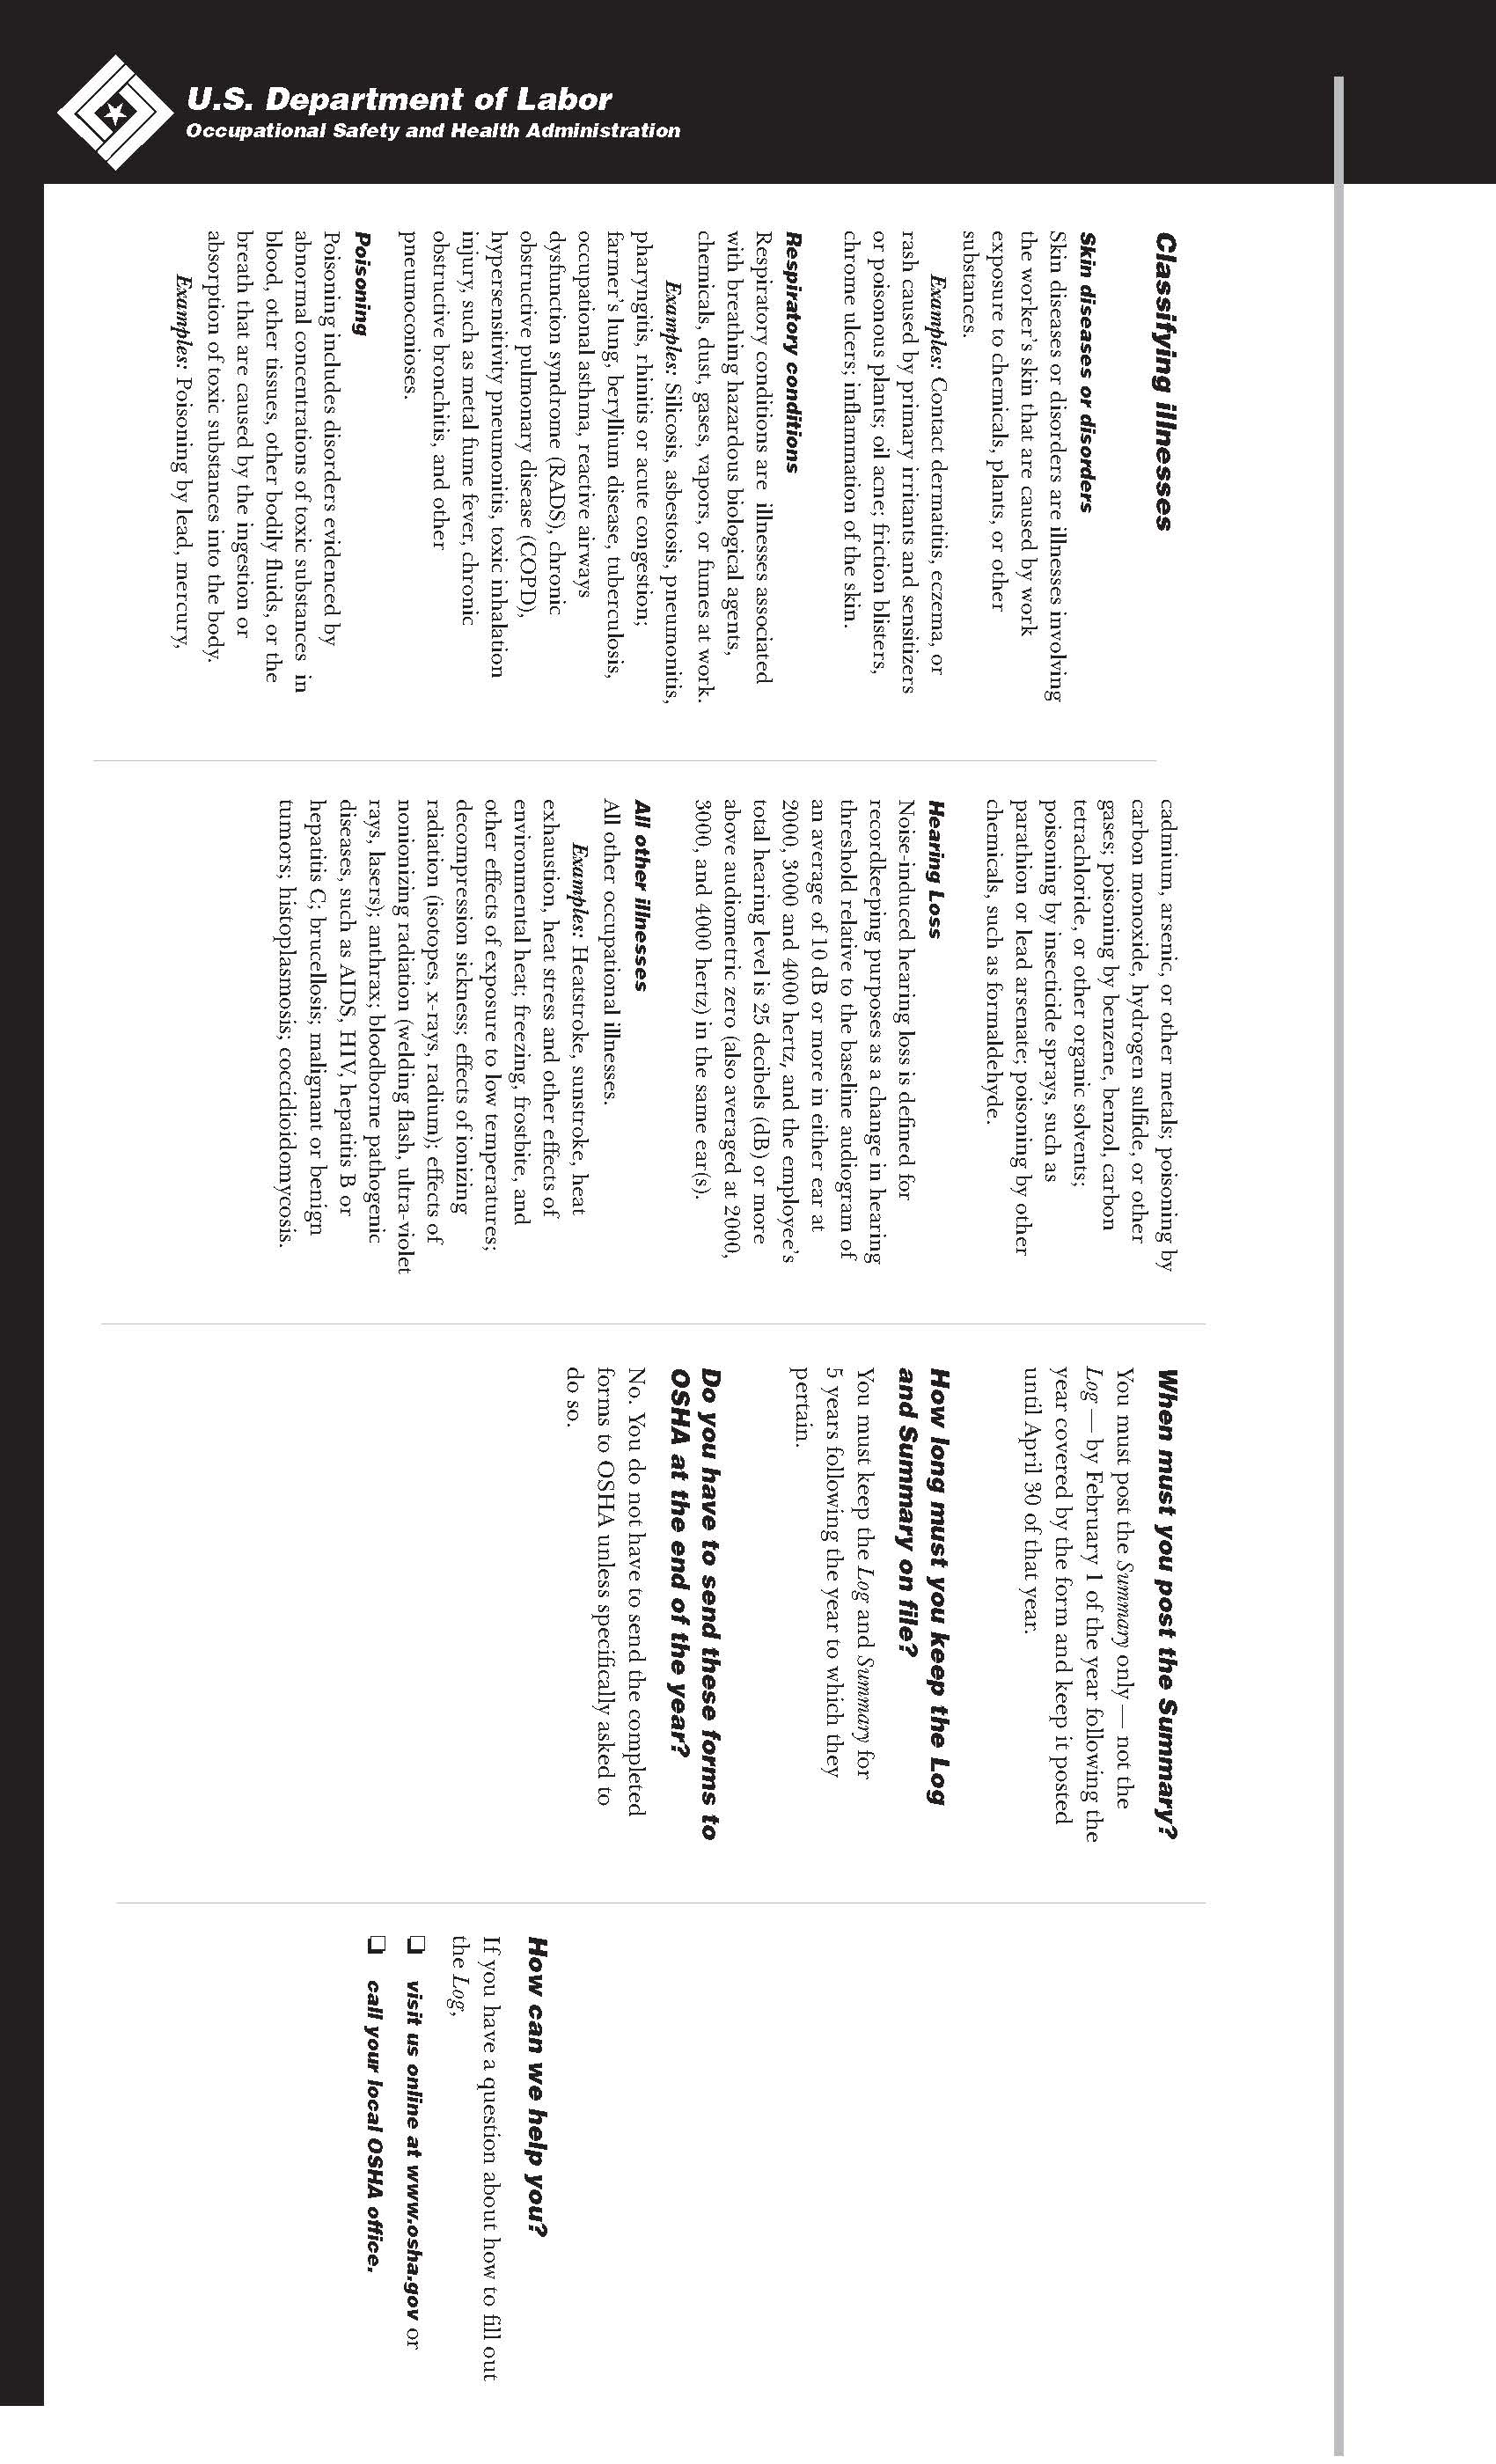 U.S. Department of Labor
Occupational Safety and Health Administration
Classifying illnesses
Skin diseases or disorders
Skin diseases or disorders are illnesses involving
the worker’s skin that are caused by work
exposure to chemicals, plants, or other
substances.
Examples: Contact dermatitis, eczema, or
rash caused by primary irritants and sensitizers
or poisonous plants; oil acne; friction blisters,
chrome ulcers; inflammation of the skin.
Respiratory conditions
Respiratory conditions are illnesses associated
with breathing hazardous biological agents,
chemicals, dust, gases, vapors, or fumes at work.
Examples: Silicosis, asbestosis, pneumonitis,
pharyngitis, rhinitis or acute congestion;
farmer’s lung, beryllium disease, tuberculosis,
occupational asthma, reactive airways
dysfunction syndrome (RADS), chronic
obstructive pulmonary disease (COPD),
hypersensitivity pneumonitis, toxic inhalation
injury, such as metal fume fever, chronic
obstructive bronchitis, and other
pneumoconioses.
Poisoning
Poisoning includes disorders evidenced by
abnormal concentrations of toxic substances in
blood, other tissues, other bodily fluids, or the
breath that are caused by the ingestion or
absorption of toxic substances into the body.
Examples: Poisoning by lead, mercury,
cadmium, arsenic, or other metals; poisoning by
carbon monoxide, hydrogen sulfide, or other
gases; poisoning by benzene, benzol, carbon
tetrachloride, or other organic solvents;
poisoning by insecticide sprays, such as
parathion or lead arsenate; poisoning by other
chemicals, such as formaldehyde.
Hearing Loss
Noise-induced hearing loss is defined for
recordkeeping purposes as a change in hearing
threshold relative to the baseline audiogram of
an average of 10 dB or more in either ear at
2000, 3000 and 4000 hertz, and the employee’s
total hearing level is 25 decibels (dB) or more
above audiometric zero (also averaged at 2000,
3000, and 4000 hertz) in the same ear(s).
All other illnesses
All other occupational illnesses.
Examples: Heatstroke, sunstroke, heat
exhaustion, heat stress and other effects of
environmental heat; freezing, frostbite, and
other effects of exposure to low temperatures;
decompression sickness; effects of ionizing
radiation (isotopes, x-rays, radium); effects of
nonionizing radiation (welding flash, ultra-violet
rays, lasers); anthrax; bloodborne pathogenic
diseases, such as AIDS, HIV, hepatitis B or
hepatitis C; brucellosis; malignant or benign
tumors; histoplasmosis; coccidioidomycosis.
When must you post the Summary?
You must post the Summary only — not the
Log — by February 1 of the year following the
year covered by the form and keep it posted
until April 30 of that year.
How long must you keep the Log
and Summary on file?
You must keep the Log and Summary for
5 years following the year to which they
pertain.
Do you have to send these forms to
OSHA at the end of the year?
No. You do not have to send the completed
forms to OSHA unless specifically asked to
do so.
How can we help you?
If you have a question about how to fill out
the Log,
❏ visit us online at www.osha.gov or
❏ call your local OSHA office.